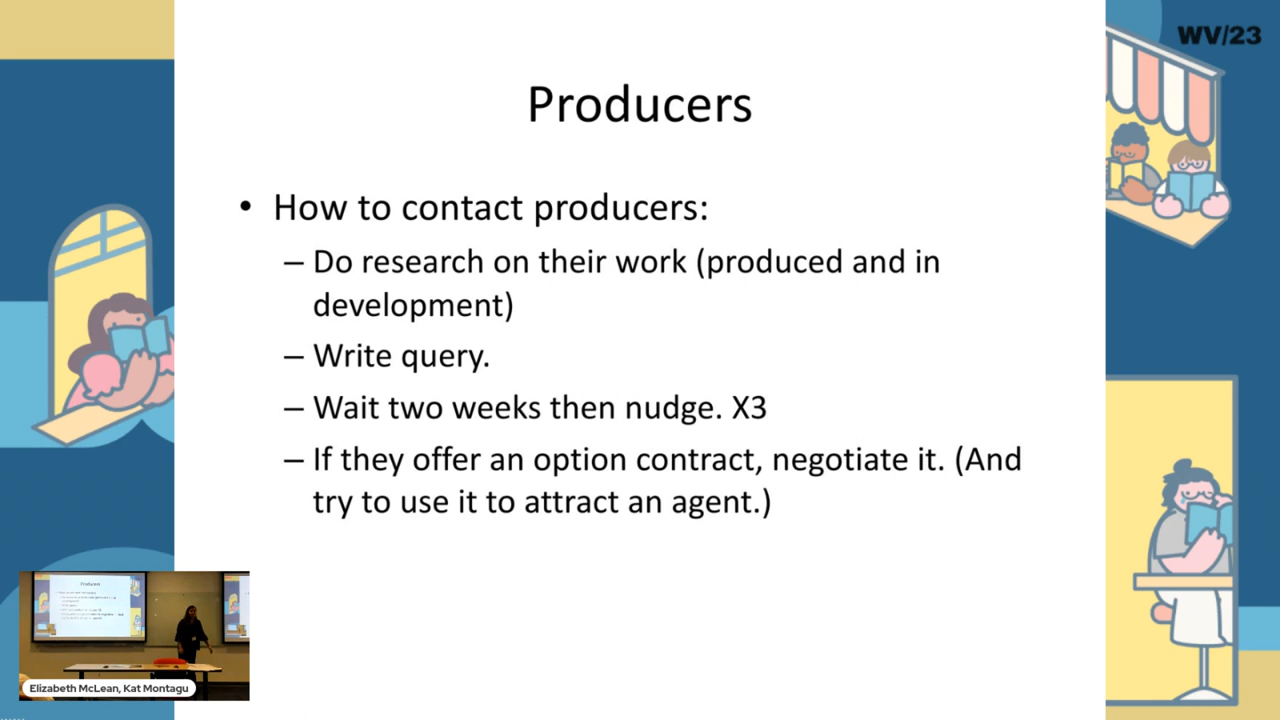 WV/23
Producers
• How to contact producers:
– Do research on their work (produced and in
development)
– Write query.
– Wait two weeks then nudge. X3
– If they offer an option contract, negotiate it. (And
try to use it to attract an agent.)
Producers
Elizabeth McLean, Kat Montagu